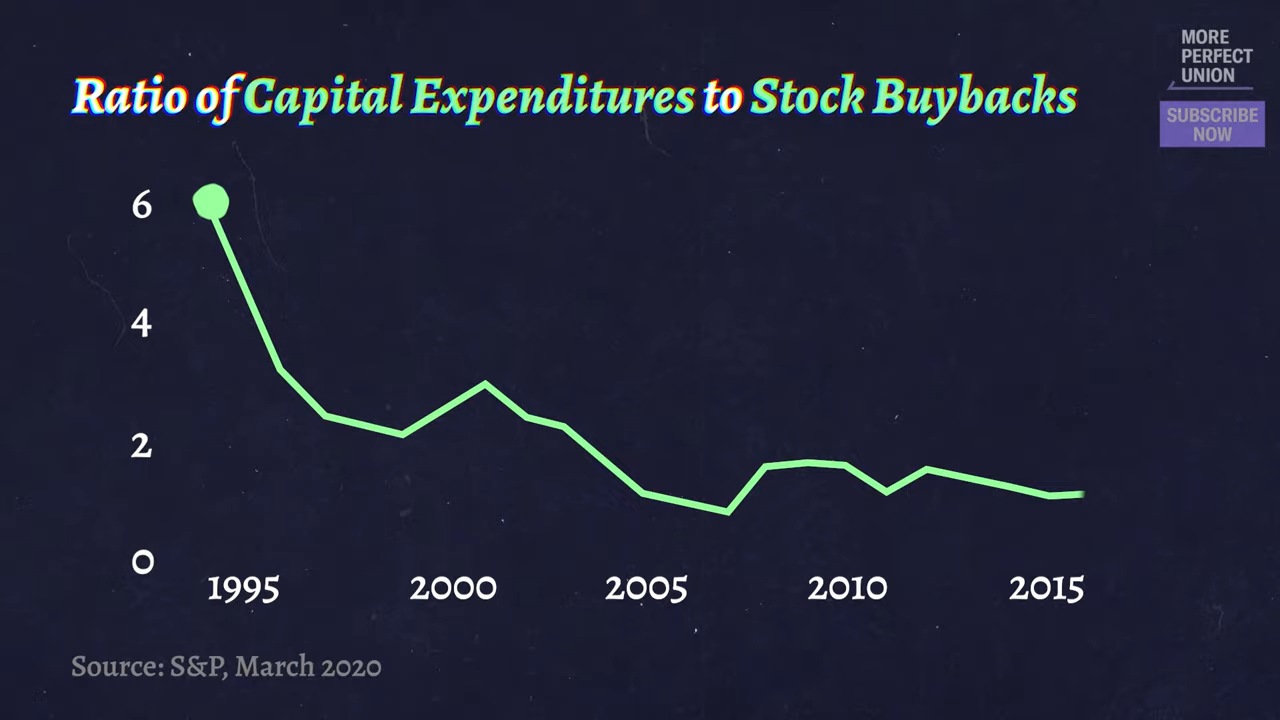 MORE
PERFECT
UNION
SUBSCRIBE
NOW
Ratio of Capital Expenditures to Stock Buybacks
6
4
2
0
1995 2000 2005 2010 2015
Source: S&P, March 2020